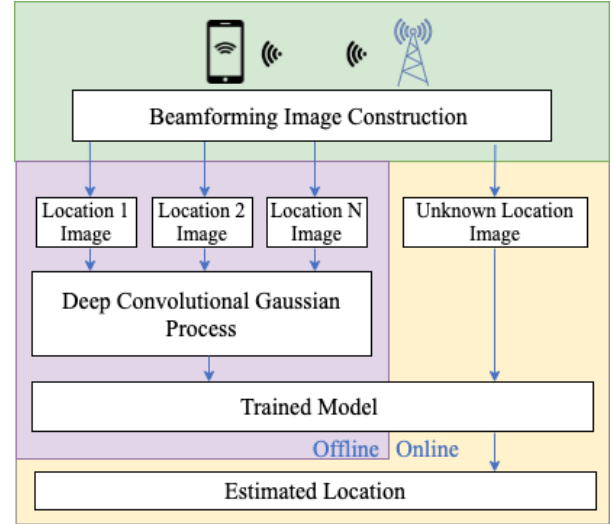 Beamforming Image Construction
Location 1
Image
Location 2
Image
Location N
Image
Unknown Location
Image
Deep Convolutional Gaussian
Process
Trained Model
Offline
Online
Estimated Location